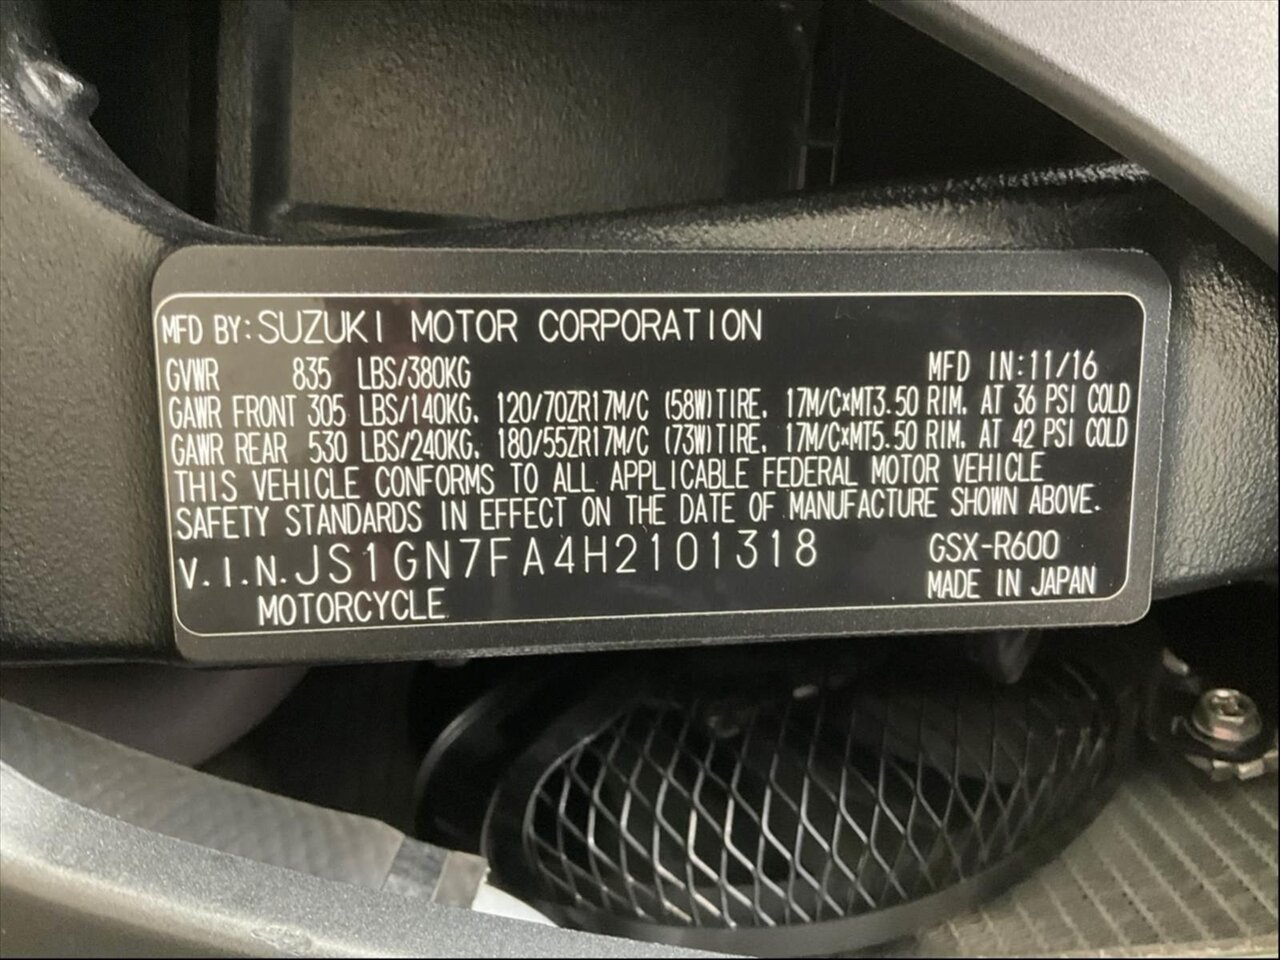 MFD BY: SUZUKI MOTOR CORPORATION
GVWR 835 LBS/380KG MFD IN:11/16
GAWR FRONT 305 LBS/140KG. 120/70ZR17M/C (58W)TIRE. 17M/C×MT3.50 RIM. AT 36 PSI COLD
GAWR REAR 530 LBS/240KG. 180/55ZR17M/C (73W)TIRE. 17M/C×MT5.50 RIM. AT 42 PSI COLD
THIS VEHICLE CONFORMS TO ALL APPLICABLE FEDERAL MOTOR VEHICLE
SAFETY STANDARDS IN EFFECT ON THE DATE OF MANUFACTURE SHOWN ABOVE.
V.I.N. JS1GN7FA4H2101318 GSX-R600
MOTORCYCLE MADE IN JAPAN